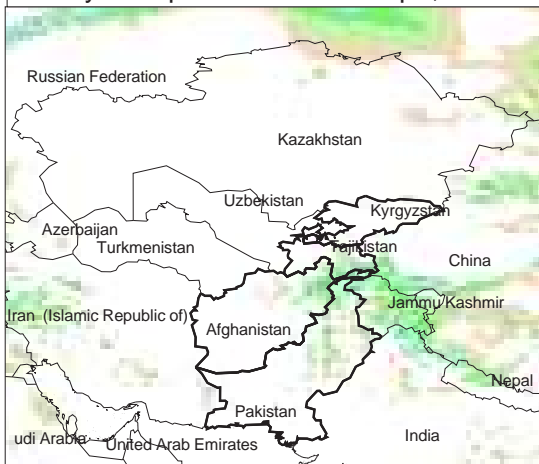 Russian Federation
Kazakhstan
Uzbekistan
Kyrgyzstan
Azerbaijan
Turkmenistan
Tajikistan
China
Jammu/Kashmir
Iran (Islamic Republic of)
Afghanistan
Nepal
Pakistan
udi Arabia
United Arab Emirates
India